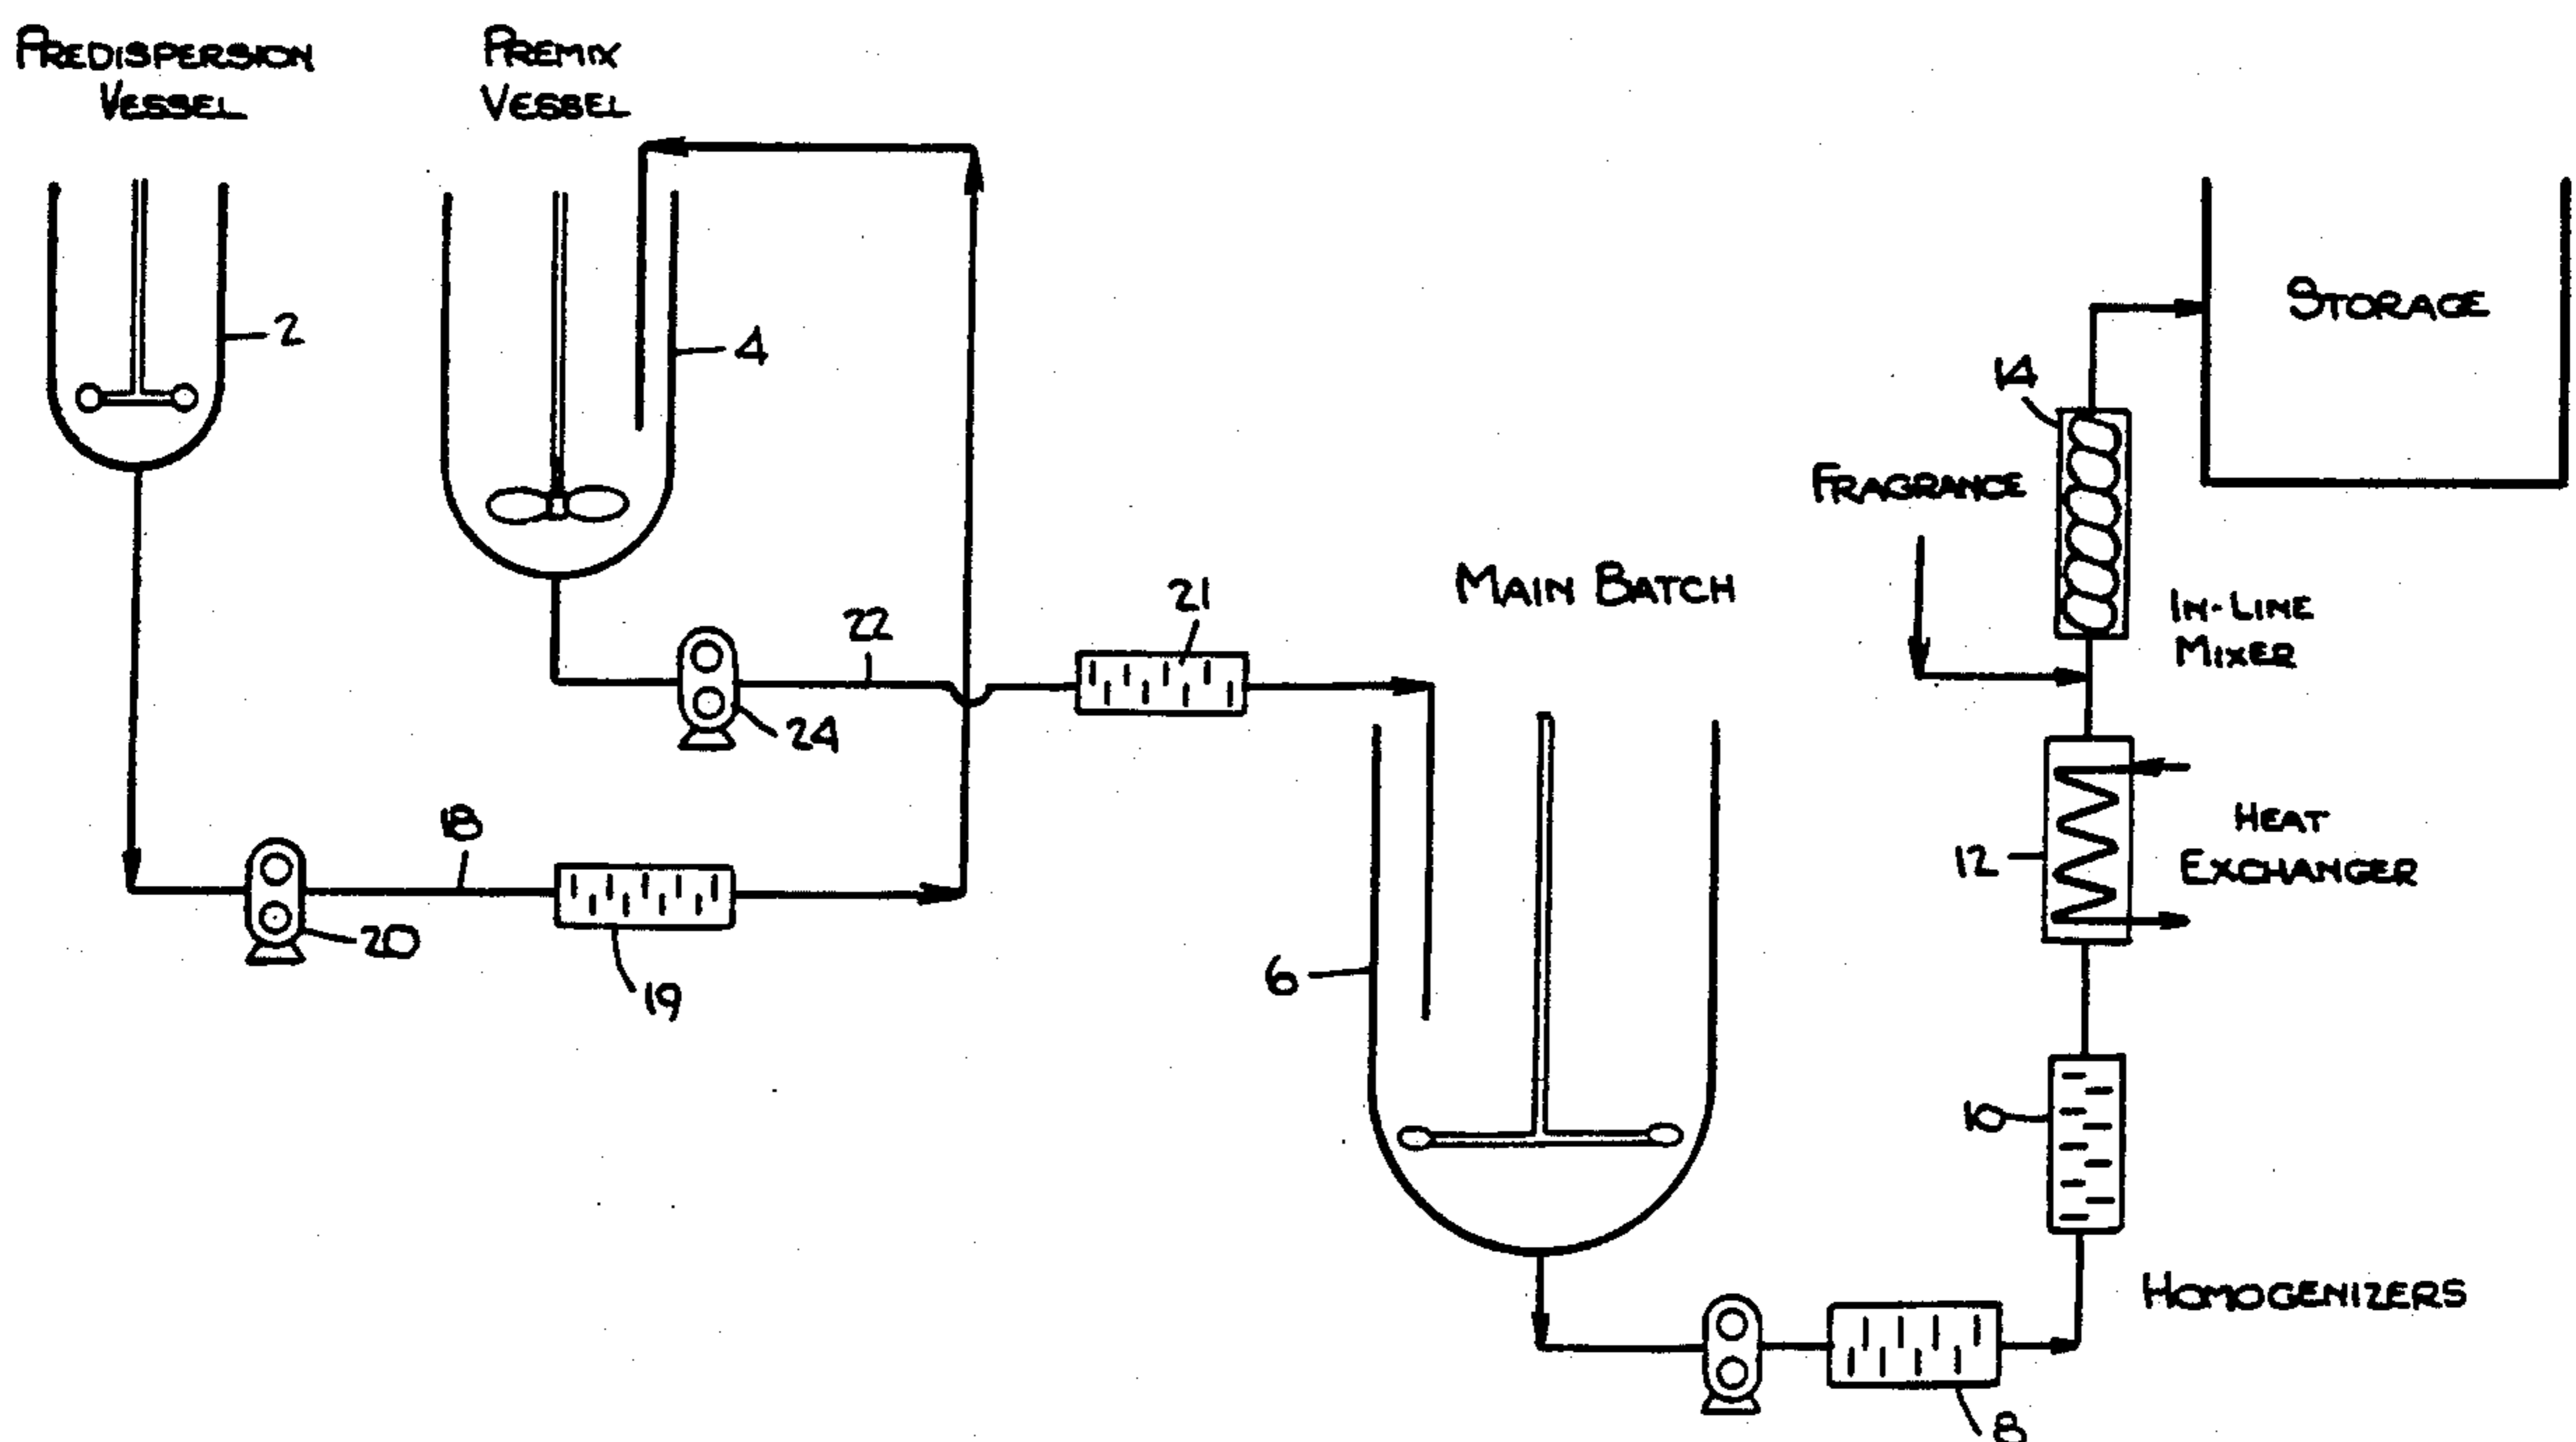 PREDISPERSION
VESSEL
PREMIX
VESSEL
2
4
STORAGE
14
FRAGRANCE
MAIN BATCH
21
22
IN-LINE
MIXER
24
18
HEAT
EXCHANGER
12
20
6
19
10
HOMOGENIZERS
8